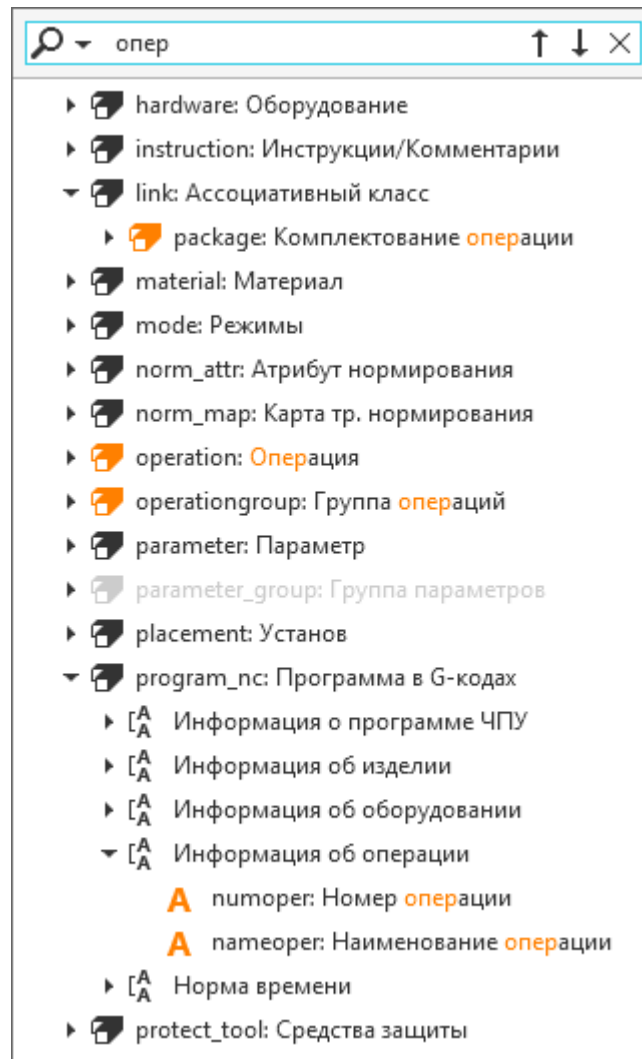 опер
hardware: Оборудование
instruction: Инструкции/Комментарии
link: Ассоциативный класс
package: Комплектование операции
material: Материал
mode: Режимы
norm_attr: Атрибут нормирования
norm_map: Карта тр. нормирования
operation: Операция
operationgroup: Группа операций
parameter: Параметр
parameter_group: Группа параметров
placement: Установ
program_nc: Программа в G-кодах
Информация о программе ЧПУ
Информация об изделии
Информация об оборудовании
Информация об операции
numoper: Номер операции
nameoper: Наименование операции
Норма времени
protect_tool: Средства защиты